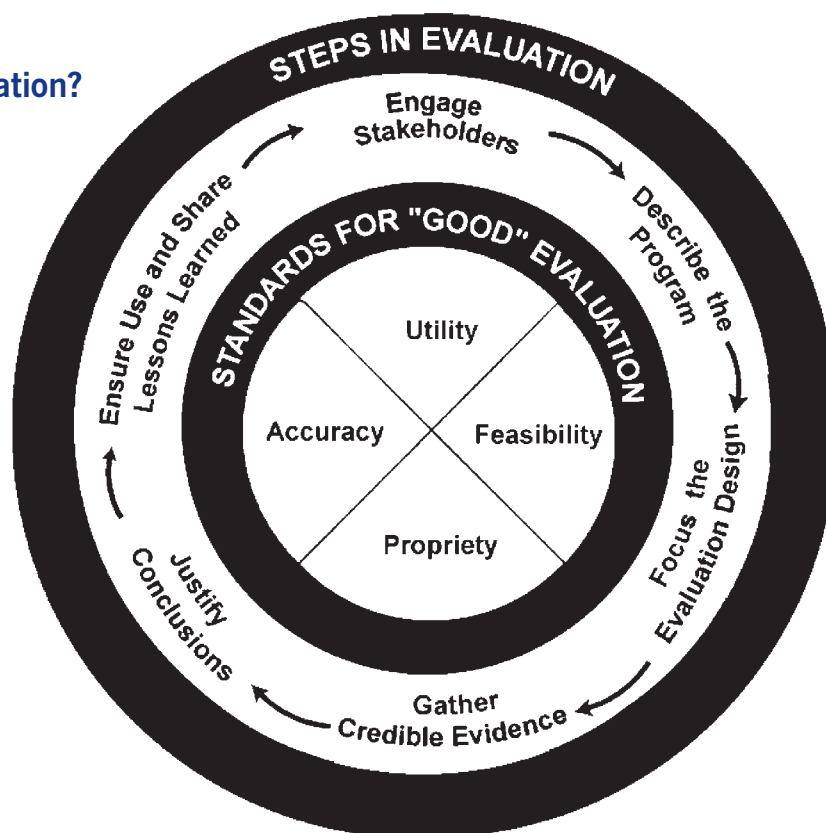 ation?
STEPS IN EVALUATION
Engage
Stakeholders
Describe the
Program
Focus the
Evaluation Design
Gather
Credible Evidence
Justify
Conclusions
Ensure Use and Share
Lessons Learned
STANDARDS FOR "GOOD" EVALUATION
Utility
Feasibility
Propriety
Accuracy